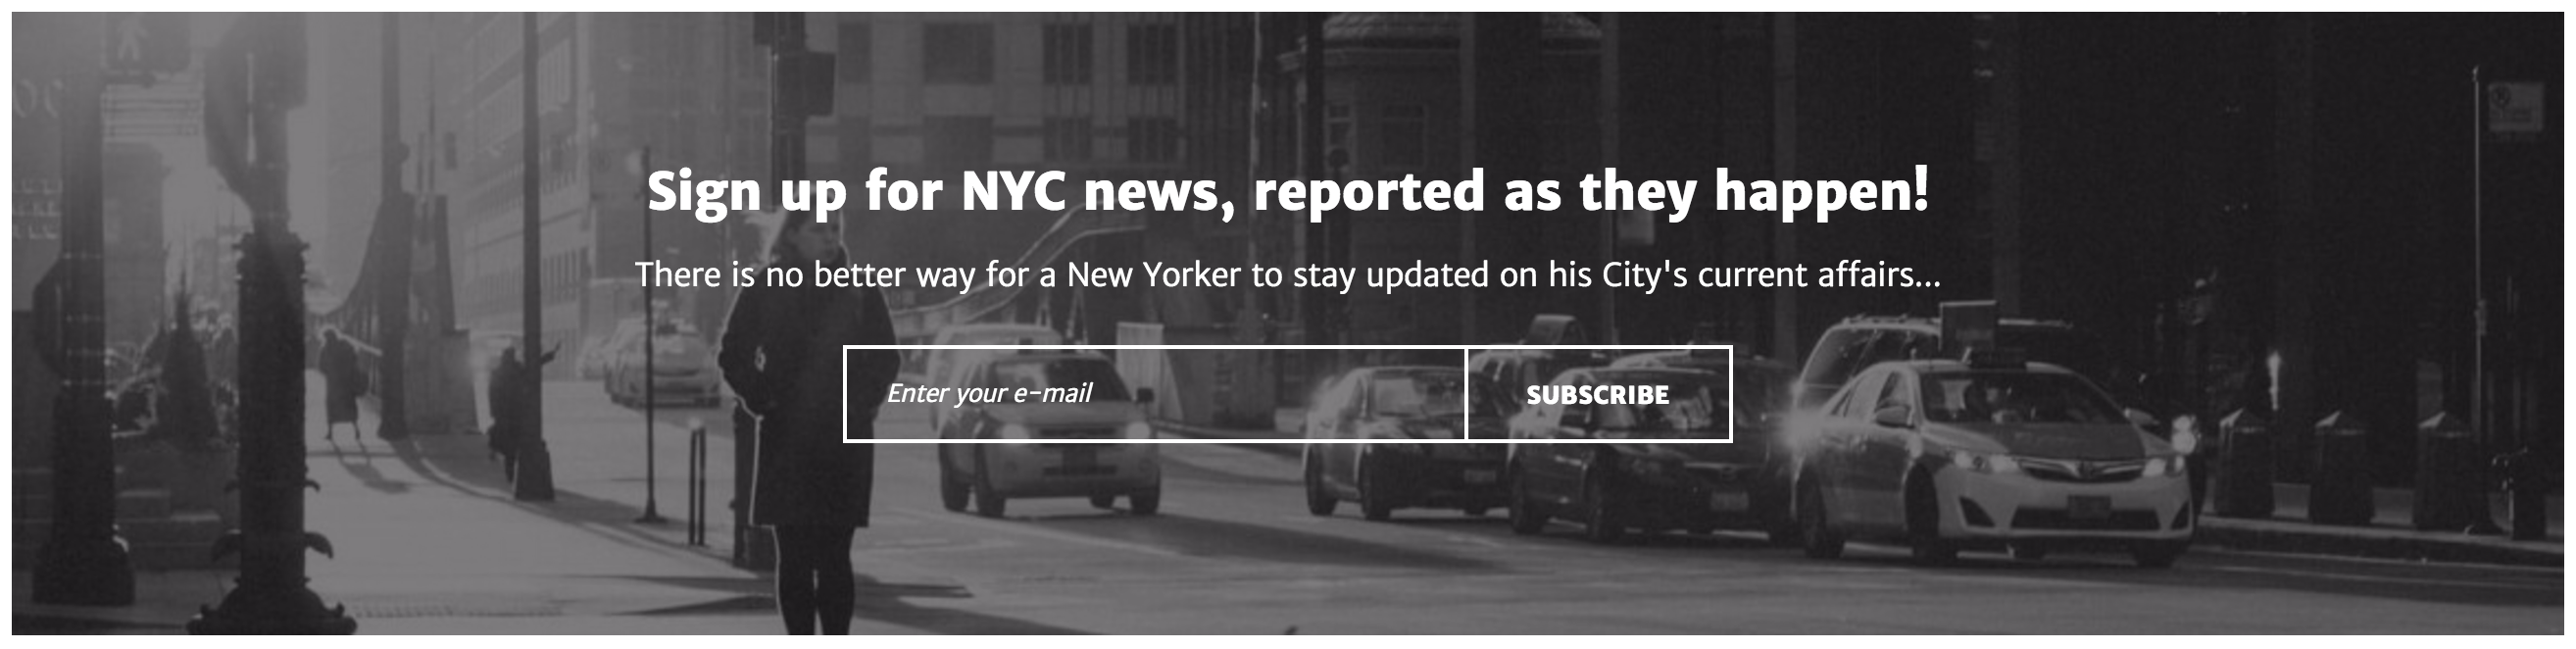 Sign up for NYC news, reported as they happen!
There is no better way for a New Yorker to stay updated on his City's current affairs...
Enter your e-mail
SUBSCRIBE